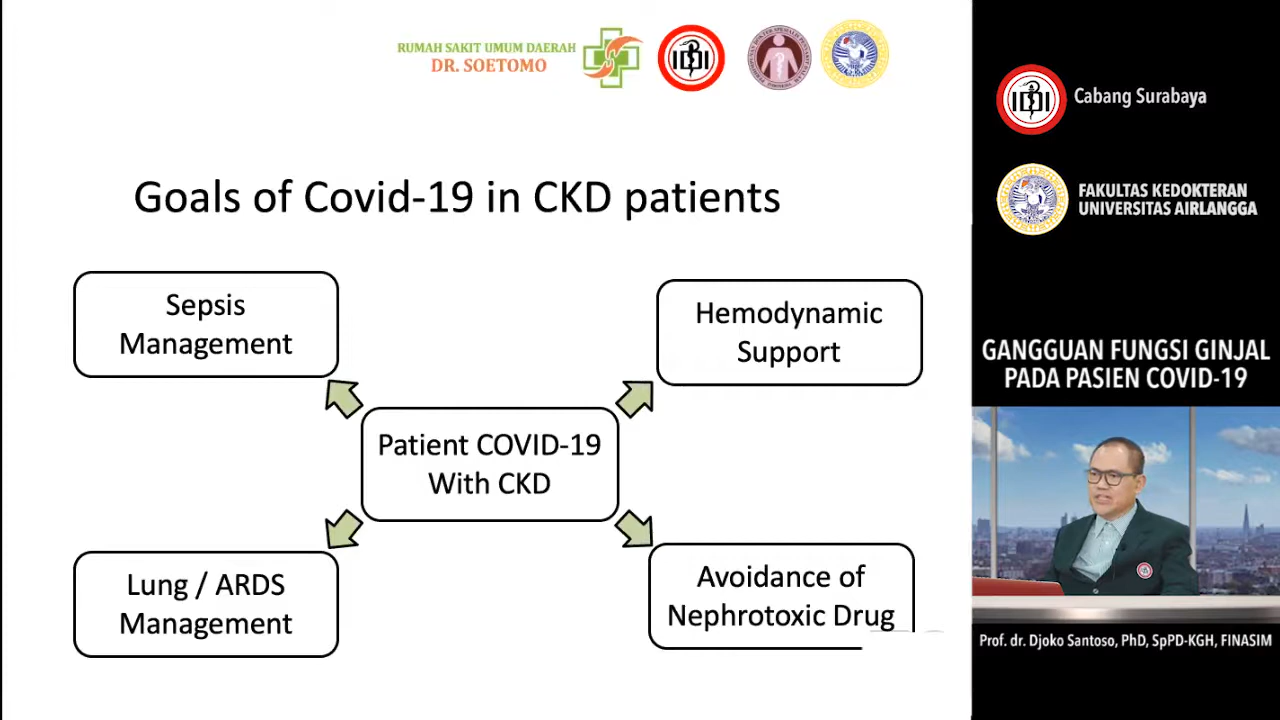 RUMAH SAKIT UMUM DAERAH
DR. SOETOMO
IDI
Goals of Covid-19 in CKD patients
Sepsis
Management
Hemodynamic
Support
Patient COVID-19
With CKD
Lung / ARDS
Management
Avoidance of
Nephrotoxic Drug
IDI
Cabang Surabaya
FAKULTAS KEDOKTERAN
UNIVERSITAS AIRLANGGA
GANGGUAN FUNGSI GINJAL
PADA PASIEN COVID-19
Prof. dr. Djoko Santoso, PhD, SpPD-KGH, FINASIM